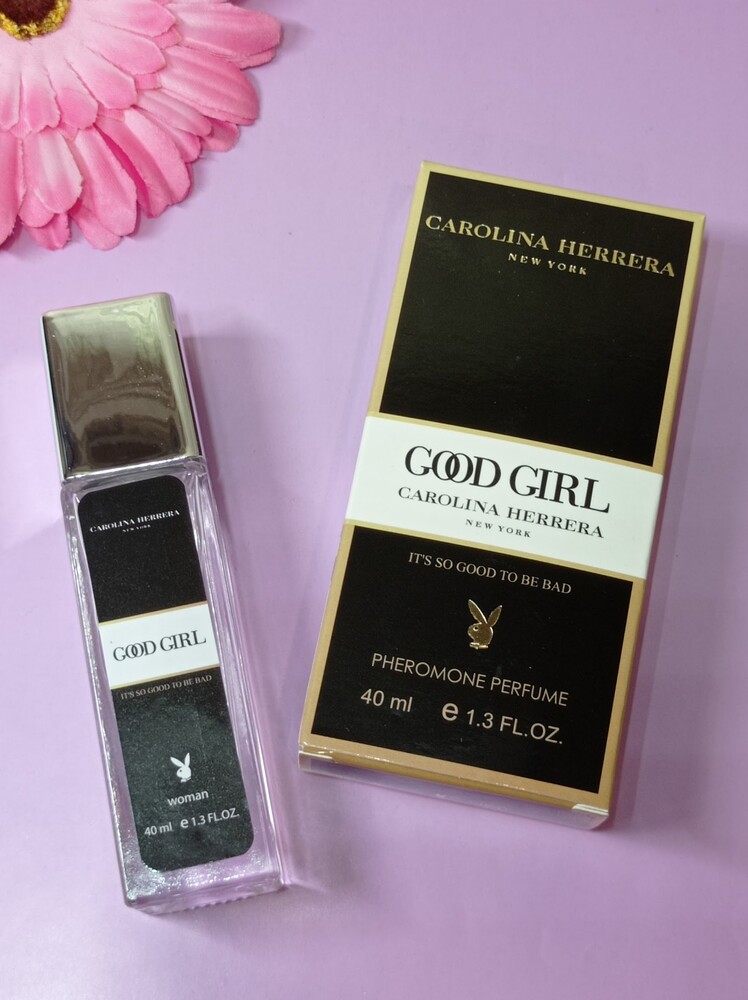 CAROLINA HERRERA
NEW YORK
GOOD GIRL
CAROLINA HERRERA
NEW YORK
IT'S SO GOOD TO BE BAD
PHEROMONE PERFUME
40 ml e 1.3 FL.OZ.
CAROLINA HERRERA
NEW YORK
GOOD GIRL
IT'S SO GOOD TO BE BAD
woman
40 ml e 1.3 FL.OZ.